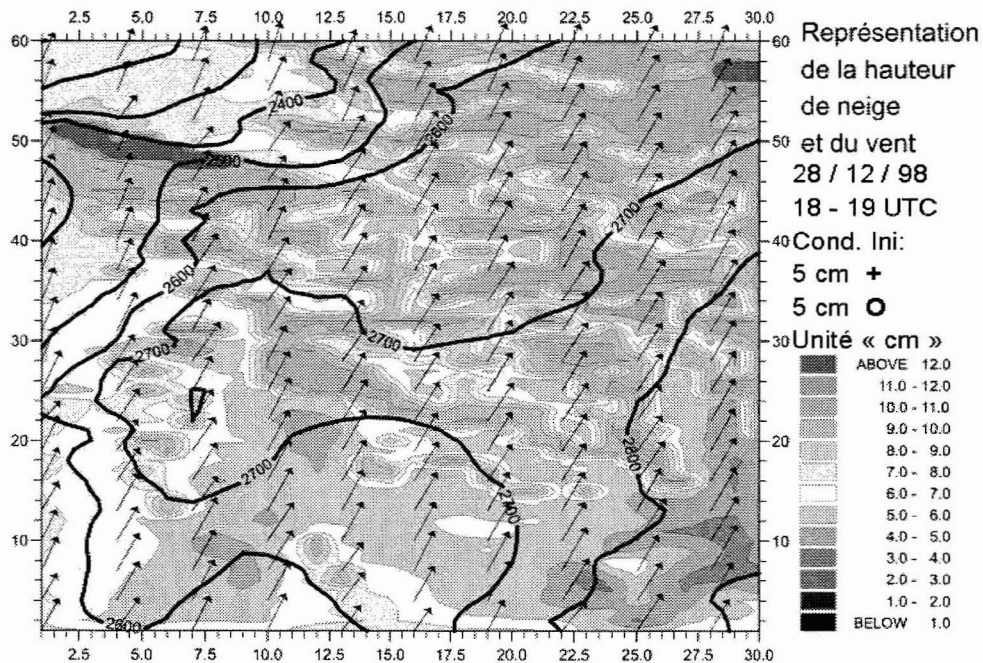 2.5 5.0 7.5 10.0 12.5 15.0 17.5 20.0 22.5 25.0 27.5 30.0
60 60
50 50
40 40
30 30
20 20
10 10
2400
2600
2600
2700
2600
2700
2700
2700
2700
2800
2.5 5.0 7.5 10.0 12.5 15.0 17.5 20.0 22.5 25.0 27.5 30.0
Représentation
de la hauteur
de neige
et du vent
28 / 12 / 98
18 - 19 UTC
Cond. Ini:
5 cm +
5 cm O
Unité « cm »
ABOVE 12.0
11.0 - 12.0
10.0 - 11.0
9.0 - 10.0
8.0 - 9.0
7.0 - 8.0
6.0 - 7.0
5.0 - 6.0
4.0 - 5.0
3.0 - 4.0
2.0 - 3.0
1.0 - 2.0
BELOW 1.0